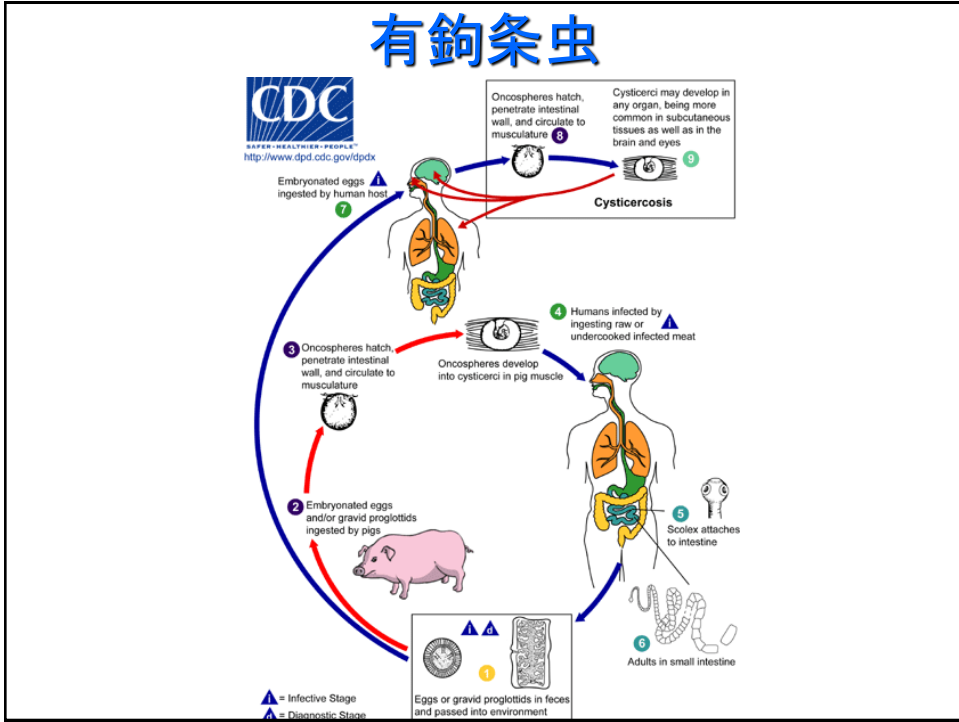 有鉤条虫
CDC
SAFER•HEALTHIER•PEOPLE™
http://www.dpd.cdc.gov/dpdx
Oncospheres hatch,
penetrate intestinal
wall, and circulate to
musculature 8
Cysticerci may develop in
any organ, being more
common in subcutaneous
tissues as well as in the
brain and eyes
9
Cysticercosis
Embryonated eggs i
ingested by human host
7
4 Humans infected by
ingesting raw or i
undercooked infected meat
3 Oncospheres hatch,
penetrate intestinal
wall, and circulate to
musculature
Oncospheres develop
into cysticerci in pig muscle
2 Embryonated eggs
and/or gravid proglottids
ingested by pigs
5
Scolex attaches
to intestine
6
Adults in small intestine
i d
1
Eggs or gravid proglottids in feces
and passed into environment
i = Infective Stage
d = Diagnostic Stage